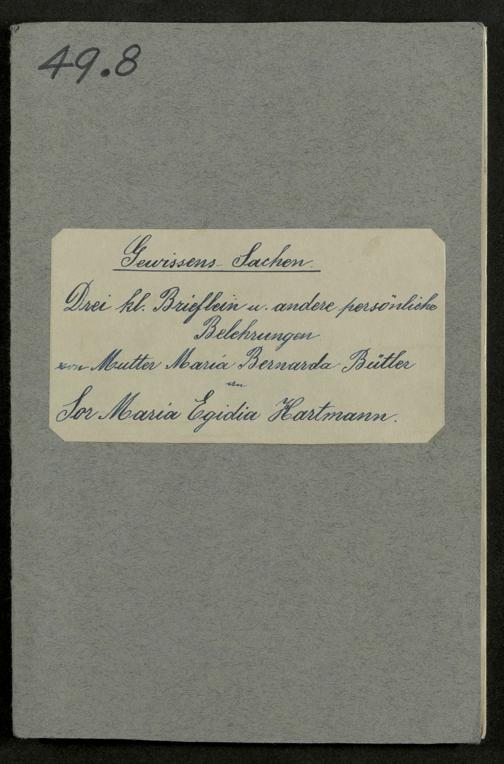 49.8
Gewissens-Sachen.
Drei kl. Brieflein u. andere persönliche
Belehrungen
von Mutter Maria Bernarda Bütler
an
Sor Maria Egidia Hartmann.